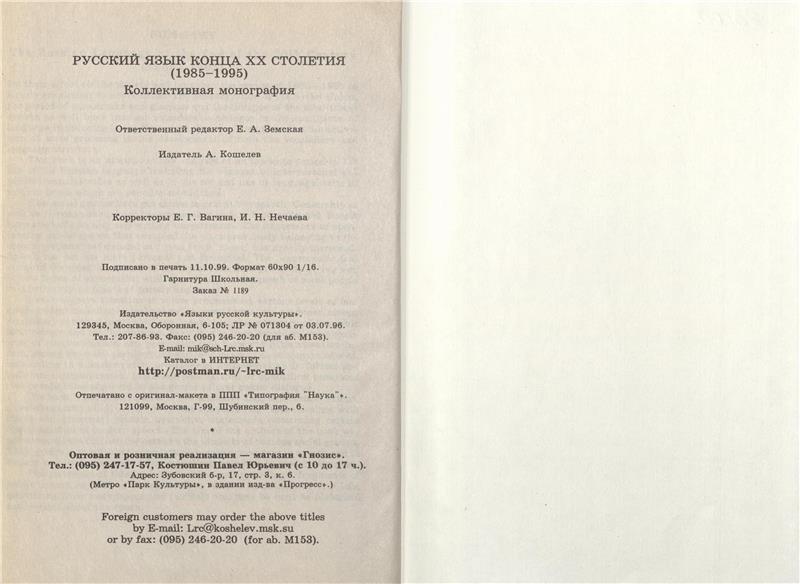 РУССКИЙ ЯЗЫК КОНЦА XX СТОЛЕТИЯ
(1985–1995)
Коллективная монография
Ответственный редактор Е. А. Земская
Издатель А. Кошелев
Корректоры Е. Г. Вагина, И. Н. Нечаева
Подписано в печать 11.10.99. Формат 60x90 1/16.
Гарнитура Школьная.
Заказ № 1189
Издательство «Языки русской культуры».
129345, Москва, Оборонная, 6-105; ЛР № 071304 от 03.07.96.
Тел.: 207-86-93. Факс: (095) 246-20-20 (для аб. М153).
E-mail: mik@sch-Lrc.msk.ru
Каталог в ИНТЕРНЕТ
http://postman.ru/~lrc-mik
Отпечатано с оригинал-макета в ППП «Типография "Наука"».
121099, Москва, Г-99, Шубинский пер., 6.
*
Оптовая и розничная реализация — магазин «Гнозис».
Тел.: (095) 247-17-57, Костюшин Павел Юрьевич (с 10 до 17 ч.).
Адрес: Зубовский б-р, 17, стр. 3, к. 6.
(Метро «Парк Культуры», в здании изд-ва «Прогресс».)
Foreign customers may order the above titles
by E-mail: Lrc@koshelev.msk.su
or by fax: (095) 246-20-20 (for ab. M153).